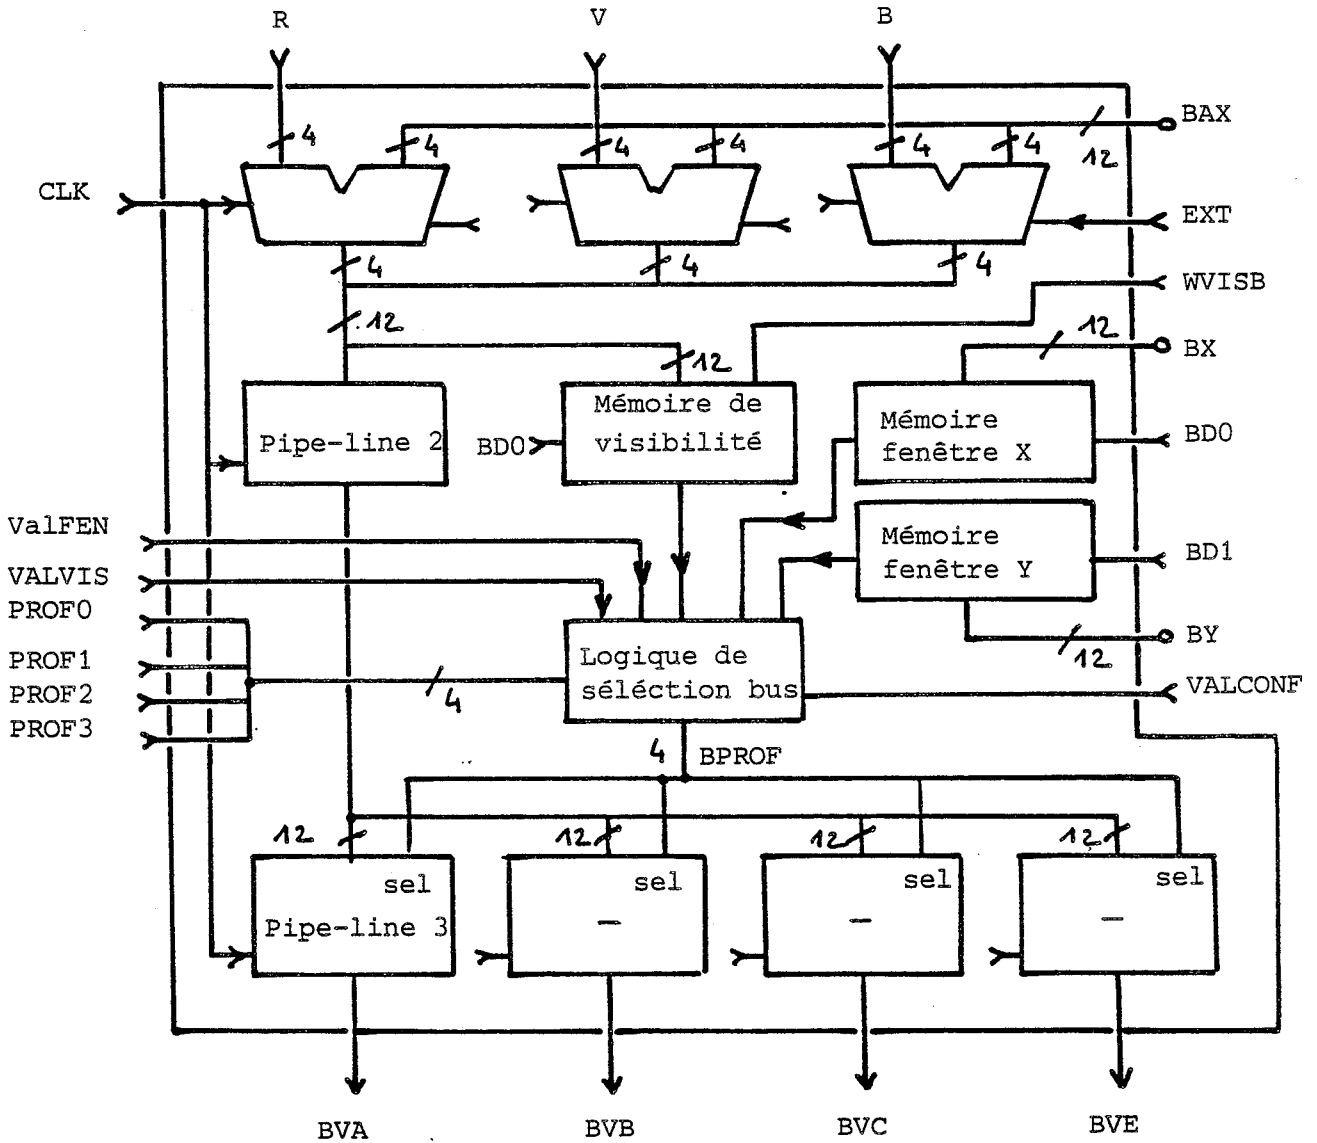 R
V
B
BAX
4
4
4
4
4
4
12
CLK
EXT
4
4
4
WVISB
12
12
BX
12
Mémoire de
visibilité
BD0
Pipe-line 2
Mémoire
fenêtre X
BD0
ValFEN
Mémoire
fenêtre Y
BD1
VALVIS
PROF0
BY
12
PROF1
PROF2
PROF3
4
Logique de
séléction bus
VALCONF
4
BPROF
12
12
12
12
sel
sel
sel
sel
Pipe-line 3
—
—
—
BVA
BVB
BVC
BVE